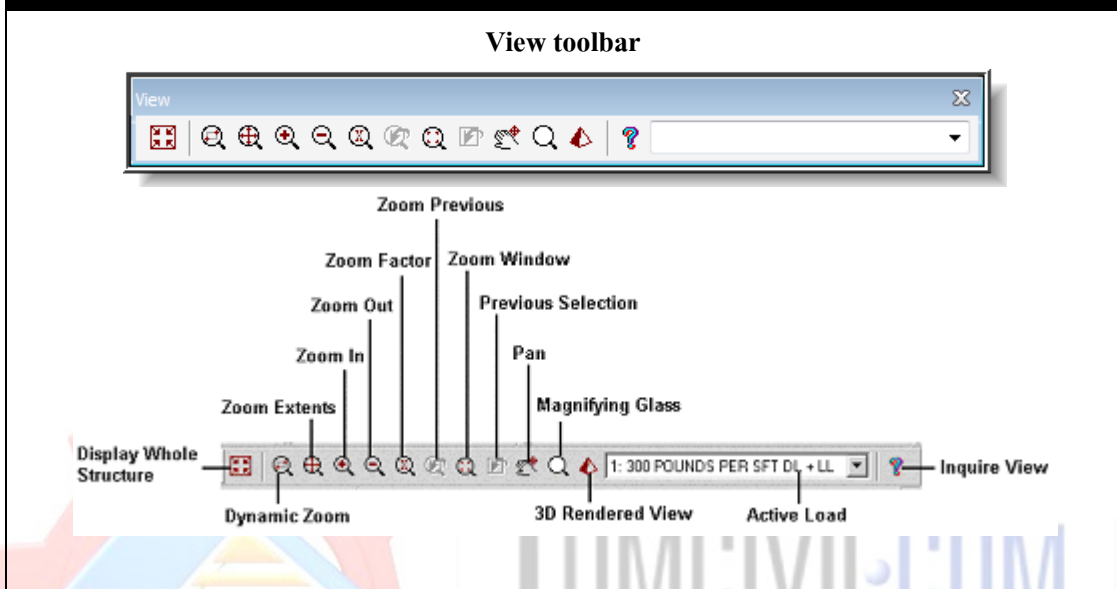 View toolbar
View
Zoom Previous
Zoom Factor Zoom Window
Zoom Out Previous Selection
Zoom In Pan
Zoom Extents Magnifying Glass
Display Whole
Structure
1: 300 POUNDS PER SFT DL + LL
Inquire View
Dynamic Zoom 3D Rendered View Active Load